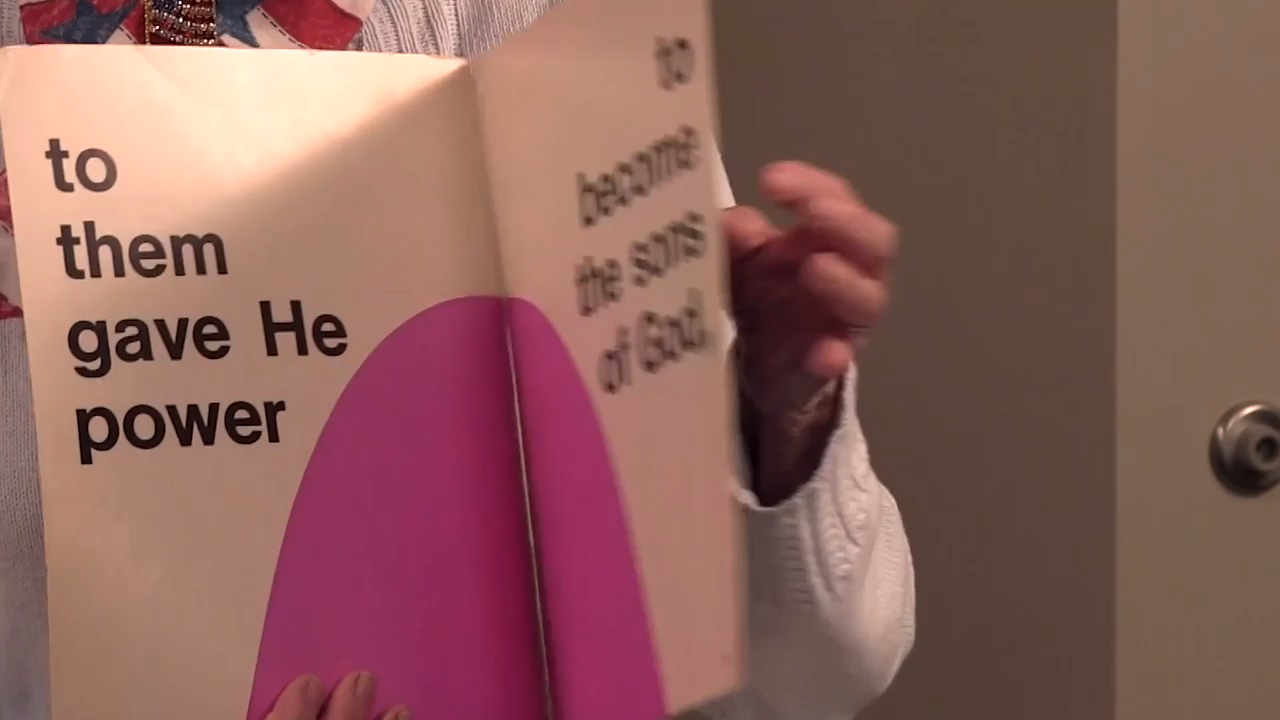 to
them
gave He
power
to
become
the sons
of God,